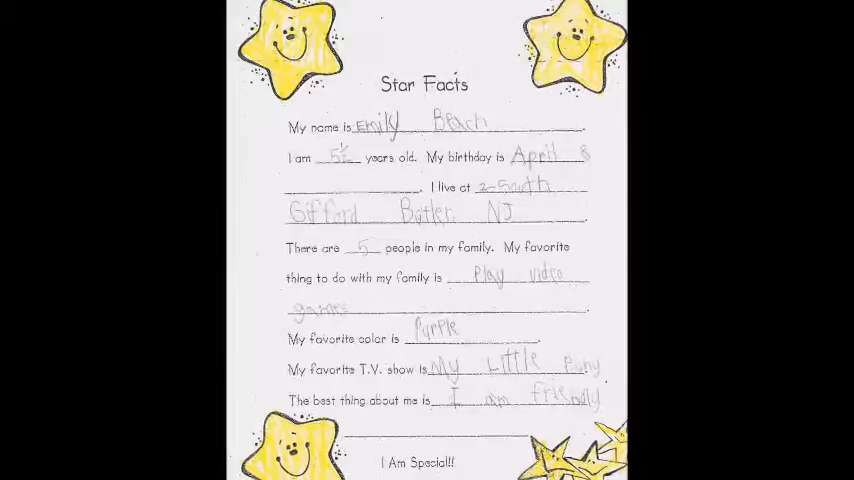 Star Facts
My name is Emily Beach.
I am 5½ years old. My birthday is April 8
. I live at 2 South
Gifford Butler, NJ.
There are 5 people in my family. My favorite
thing to do with my family is play video
games.
My favorite color is Purple.
My favorite T.V. show is My Little Pony.
The best thing about me is I am friendly
I Am Special!!